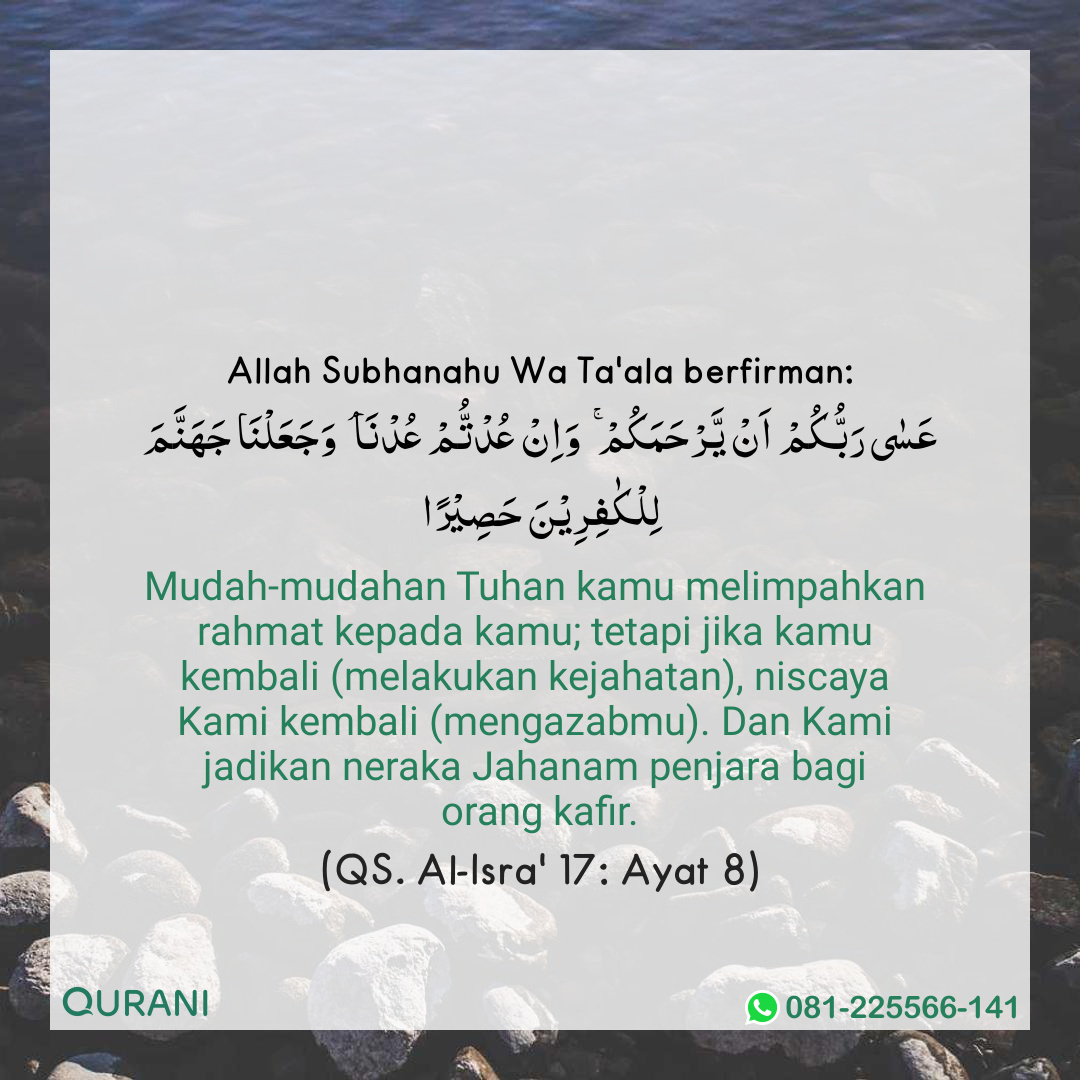 Allah Subhanahu Wa Ta'ala berfirman:
عَسٰى رَبُّكُمْ اَنْ يَّرْحَمَكُمْ ۚ وَاِنْ عُدْتُّمْ عُدْنَاۘ وَجَعَلْنَا جَهَنَّمَ
لِلْكٰفِرِيْنَ حَصِيْرًا
Mudah-mudahan Tuhan kamu melimpahkan
rahmat kepada kamu; tetapi jika kamu
kembali (melakukan kejahatan), niscaya
Kami kembali (mengazabmu). Dan Kami
jadikan neraka Jahanam penjara bagi
orang kafir.
(QS. Al-Isra' 17: Ayat 8)
QURANI
081-225566-141